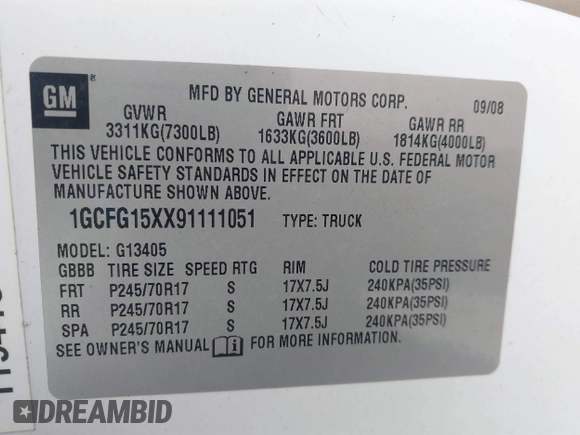 GM
®
MFD BY GENERAL MOTORS CORP.
09/08
GVWR GAWR FRT GAWR RR
3311KG(7300LB) 1633KG(3600LB) 1814KG(4000LB)
THIS VEHICLE CONFORMS TO ALL APPLICABLE U.S. FEDERAL MOTOR
VEHICLE SAFETY STANDARDS IN EFFECT ON THE DATE OF
MANUFACTURE SHOWN ABOVE.
1GCFG15XX91111051 TYPE: TRUCK
MODEL: G13405
GBBB TIRE SIZE SPEED RTG RIM COLD TIRE PRESSURE
FRT P245/70R17 S 17X7.5J 240KPA(35PSI)
RR P245/70R17 S 17X7.5J 240KPA(35PSI)
SPA P245/70R17 S 17X7.5J 240KPA(35PSI)
SEE OWNER'S MANUAL i FOR MORE INFORMATION.
DREAMBID